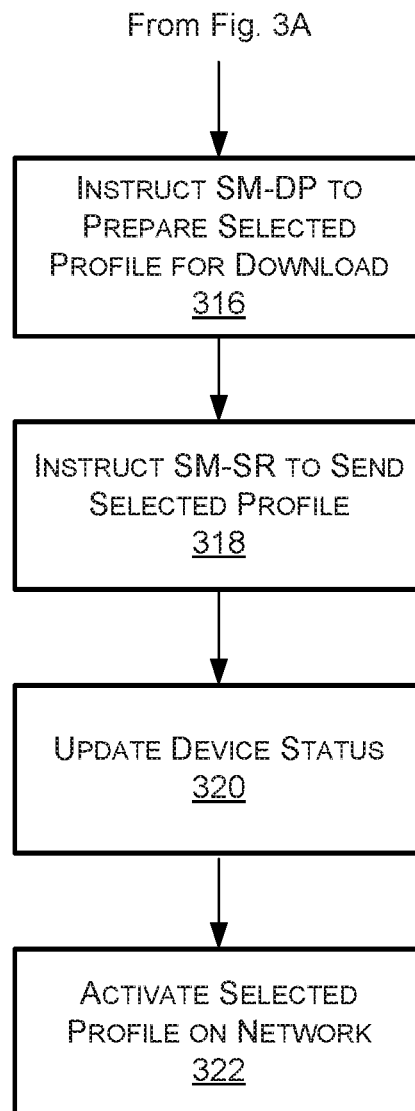 From Fig. 3A
INSTRUCT SM-DP TO
PREPARE SELECTED
PROFILE FOR DOWNLOAD
316
INSTRUCT SM-SR TO SEND
SELECTED PROFILE
318
UPDATE DEVICE STATUS
320
ACTIVATE SELECTED
PROFILE ON NETWORK
322